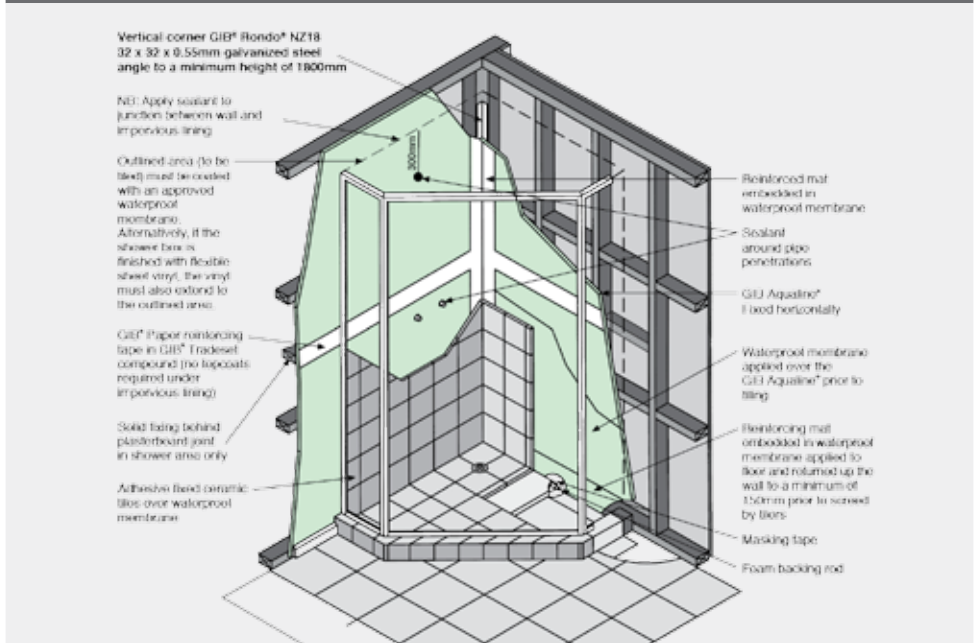 Vertical corner GIB® Rondo® NZ18
32 x 32 x 0.55mm galvanized steel
angle to a minimum height of 1800mm
NB: Apply sealant to
junction between wall and
impervious lining
Outlined area (to be
tiled) must be coated
with an approved
waterproof
membrane.
Alternatively, if the
shower box is
finished with flexible
sheet vinyl, the vinyl
must also extend to
the outlined area.
GIB® Paper reinforcing
tape in GIB® Tradeset
compound (no topcoats
required under
impervious lining)
Solid fixing behind
plasterboard joint
in shower area only
Adhesive fixed ceramic
tiles over waterproof
membrane
300mm
Reinforced mat
embedded in
waterproof membrane
Sealant
around pipe
penetrations
GIB Aqualine®
Fixed horizontally
Waterproof membrane
applied over the
GIB Aqualine® prior to
tiling
Reinforcing mat
embedded in waterproof
membrane applied to
floor and returned up the
wall to a minimum of
150mm prior to screed
by tilers
Masking tape
Foam backing rod